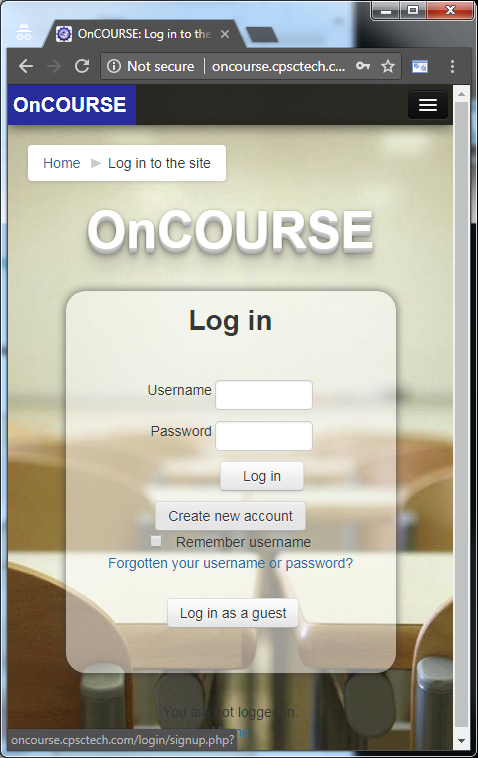 OnCOURSE: Log in to the
Not secure | oncourse.cpsctech.c...
OnCOURSE
Home ► Log in to the site
OnCOURSE
Log in
Username
Password
Log in
Create new account
Remember username
Forgotten your username or password?
Log in as a guest
You are not logged in.
oncourse.cpsctech.com/login/signup.php?